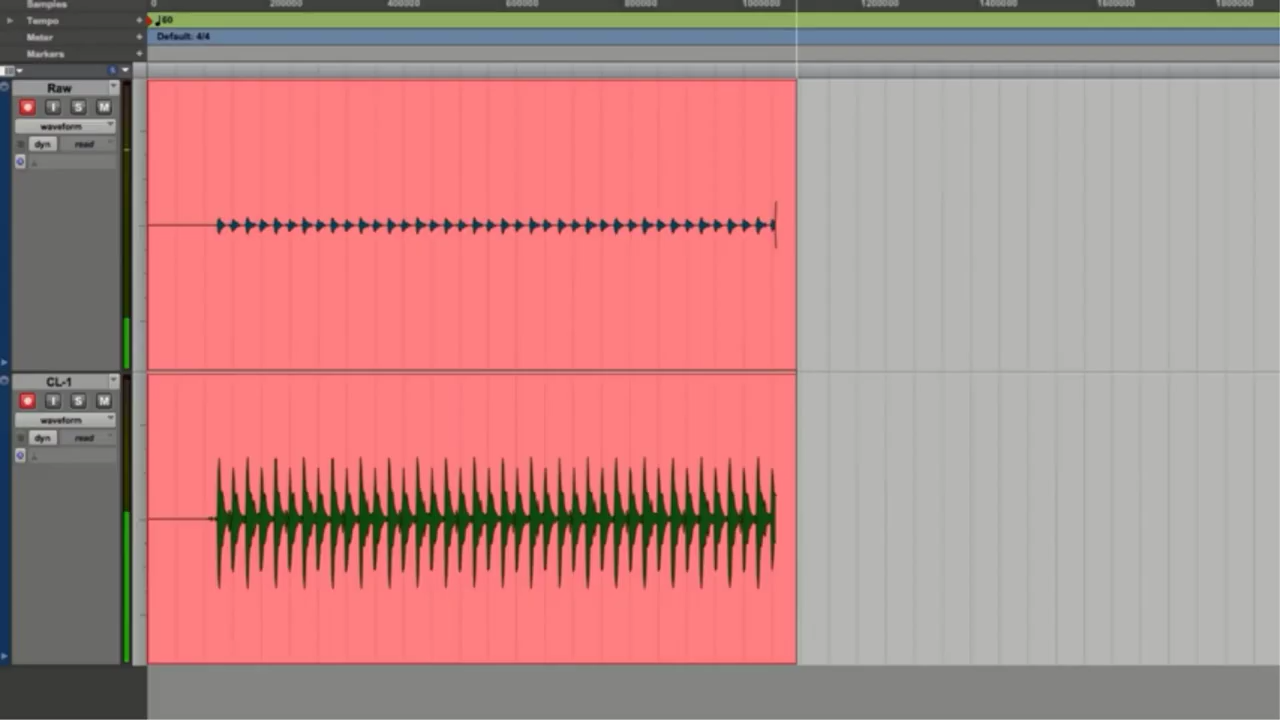 Samples 0 200000 400000 600000 800000 1000000 1200000 1400000 1600000 1800000
Tempo + 60
Meter + Default: 4/4
Markers +
Raw
I S M
waveform
dyn read
CL-1
I S M
waveform
dyn read